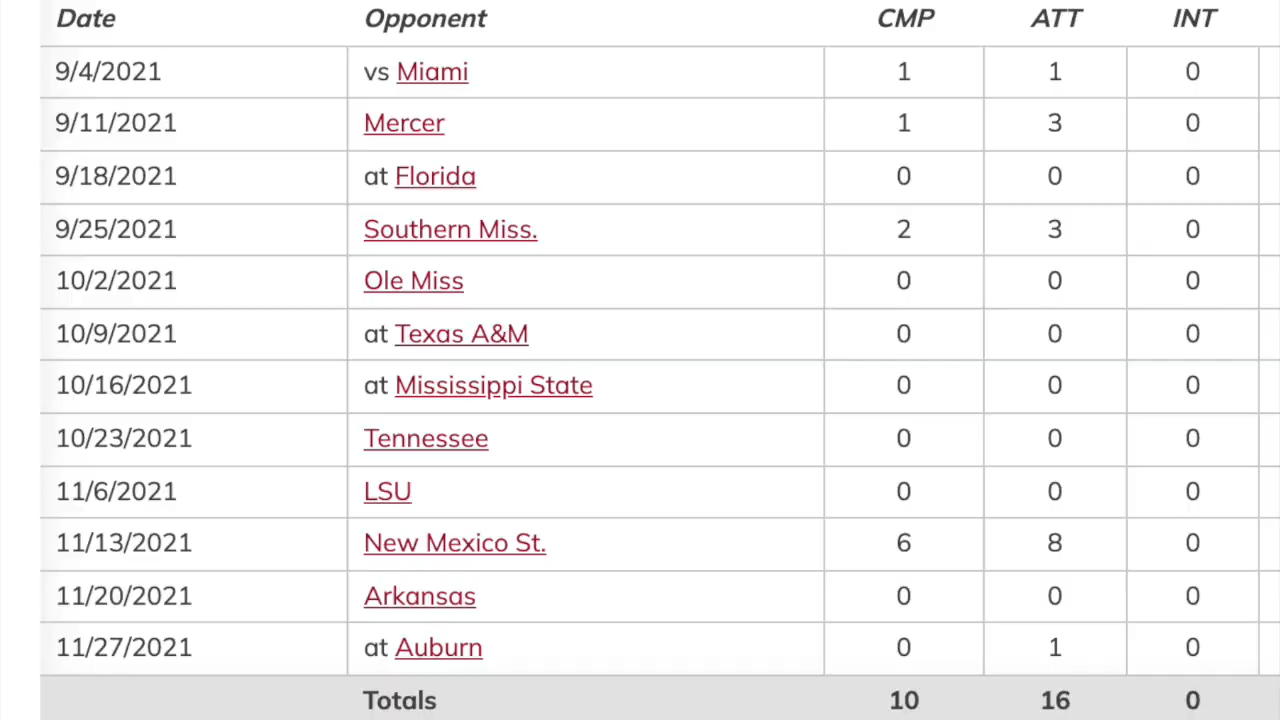 Date Opponent CMP ATT INT
9/4/2021 vs Miami 1 1 0
9/11/2021 Mercer 1 3 0
9/18/2021 at Florida 0 0 0
9/25/2021 Southern Miss. 2 3 0
10/2/2021 Ole Miss 0 0 0
10/9/2021 at Texas A&M 0 0 0
10/16/2021 at Mississippi State 0 0 0
10/23/2021 Tennessee 0 0 0
11/6/2021 LSU 0 0 0
11/13/2021 New Mexico St. 6 8 0
11/20/2021 Arkansas 0 0 0
11/27/2021 at Auburn 0 1 0
Totals 10 16 0